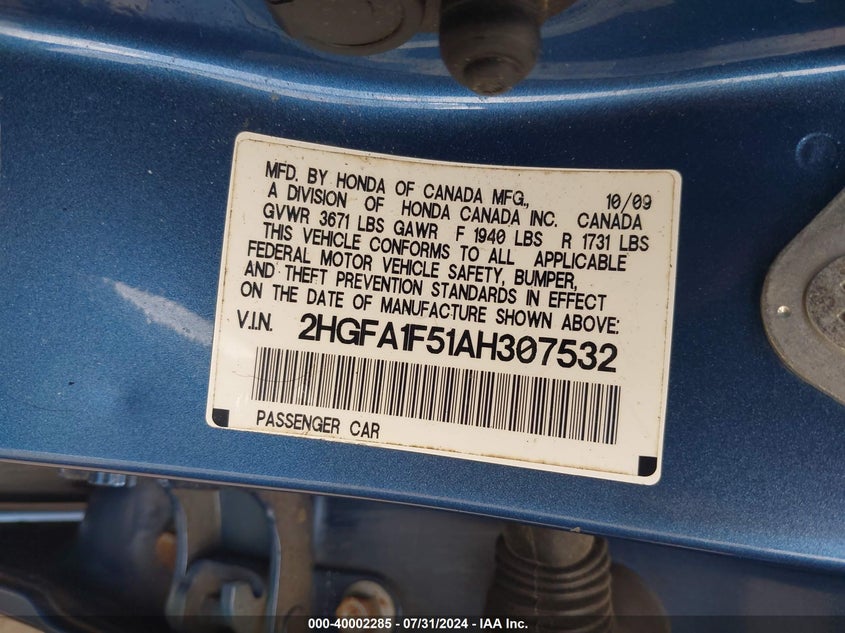 MFD. BY HONDA OF CANADA MFG., 10/09
A DIVISION OF HONDA CANADA INC. CANADA
GVWR 3671 LBS GAWR F 1940 LBS R 1731 LBS
THIS VEHICLE CONFORMS TO ALL APPLICABLE
FEDERAL MOTOR VEHICLE SAFETY, BUMPER,
AND THEFT PREVENTION STANDARDS IN EFFECT
ON THE DATE OF MANUFACTURE SHOWN ABOVE:
V.I.N. 2HGFA1F51AH307532
PASSENGER CAR
000-40002285 - 07/31/2024 - IAA Inc.